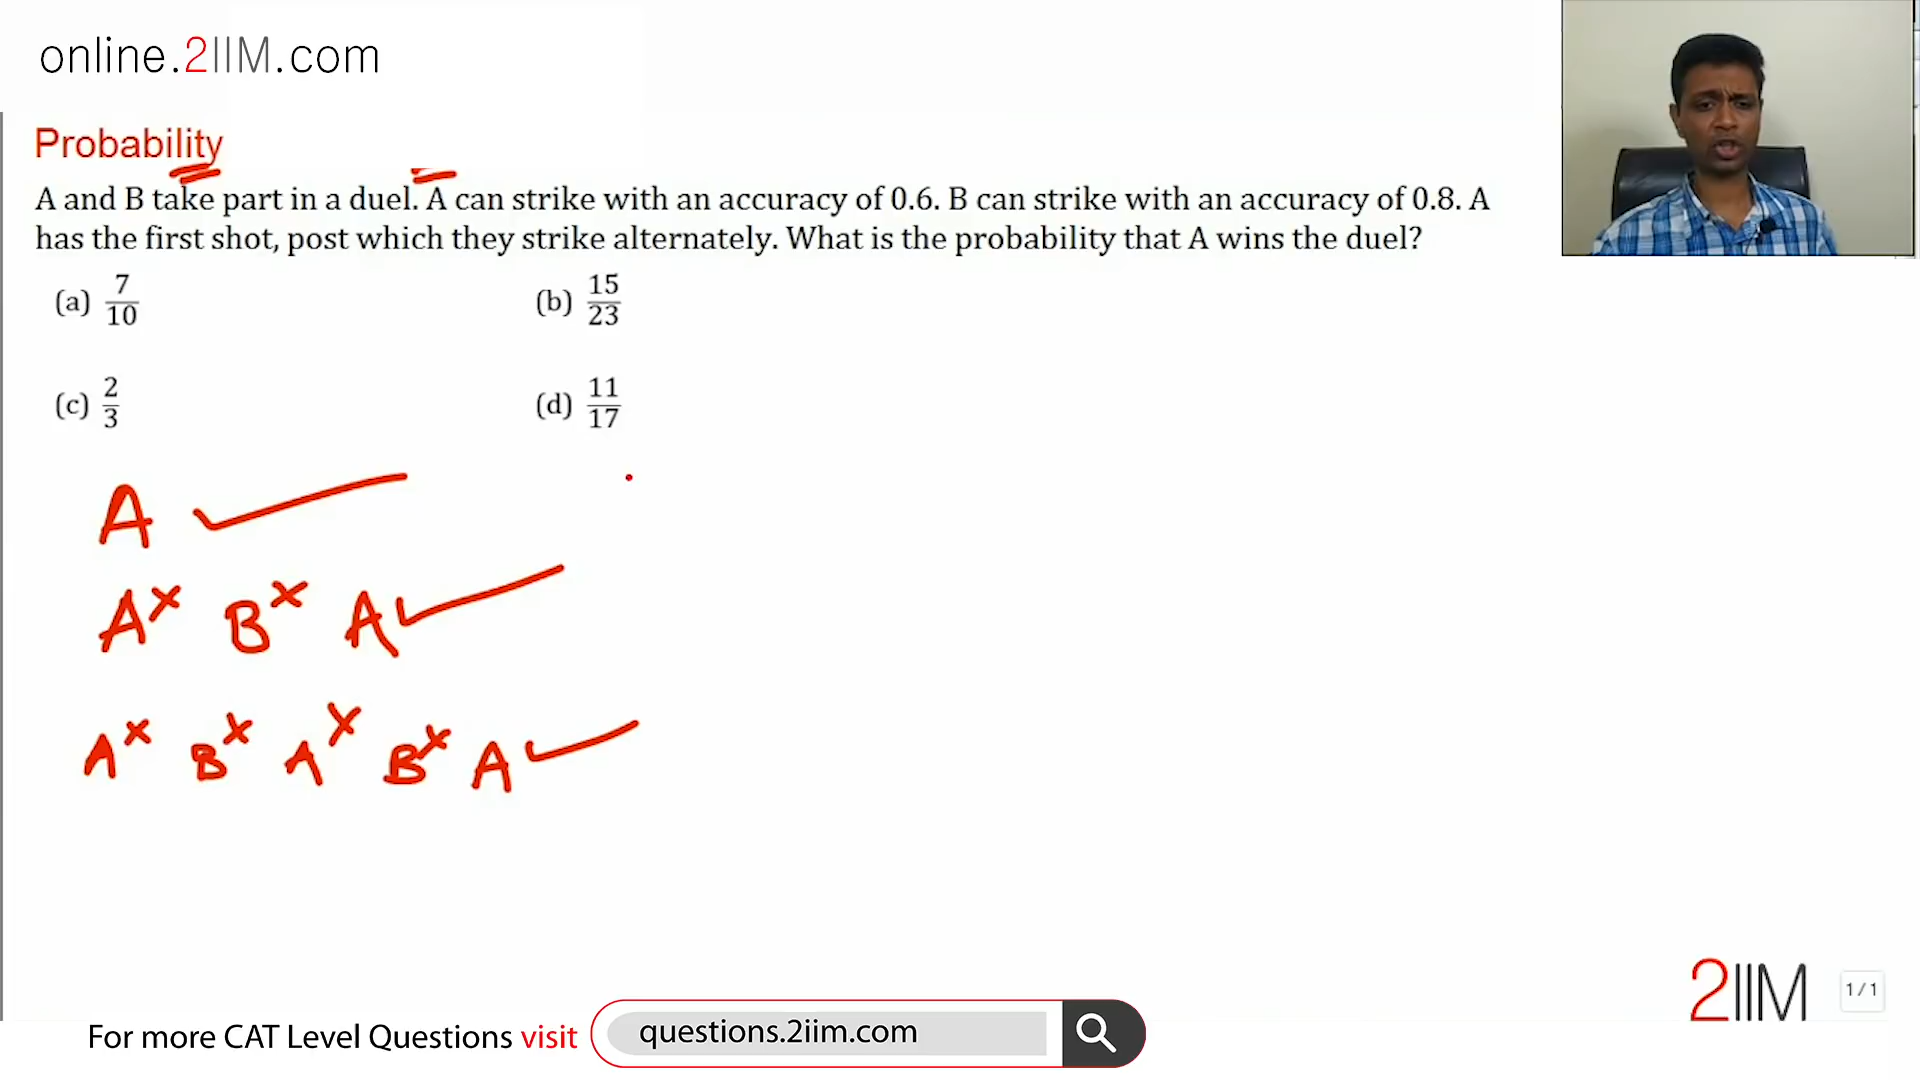 online.2IIM.com
Probability
A and B take part in a duel. A can strike with an accuracy of 0.6. B can strike with an accuracy of 0.8. A
has the first shot, post which they strike alternately. What is the probability that A wins the duel?
(a) 7/10 (b) 15/23
(c) 2/3 (d) 11/17
A ✓
A× B× A ✓
A× B× A× B× A ✓
2IIM 1 / 1
For more CAT Level Questions visit questions.2iim.com